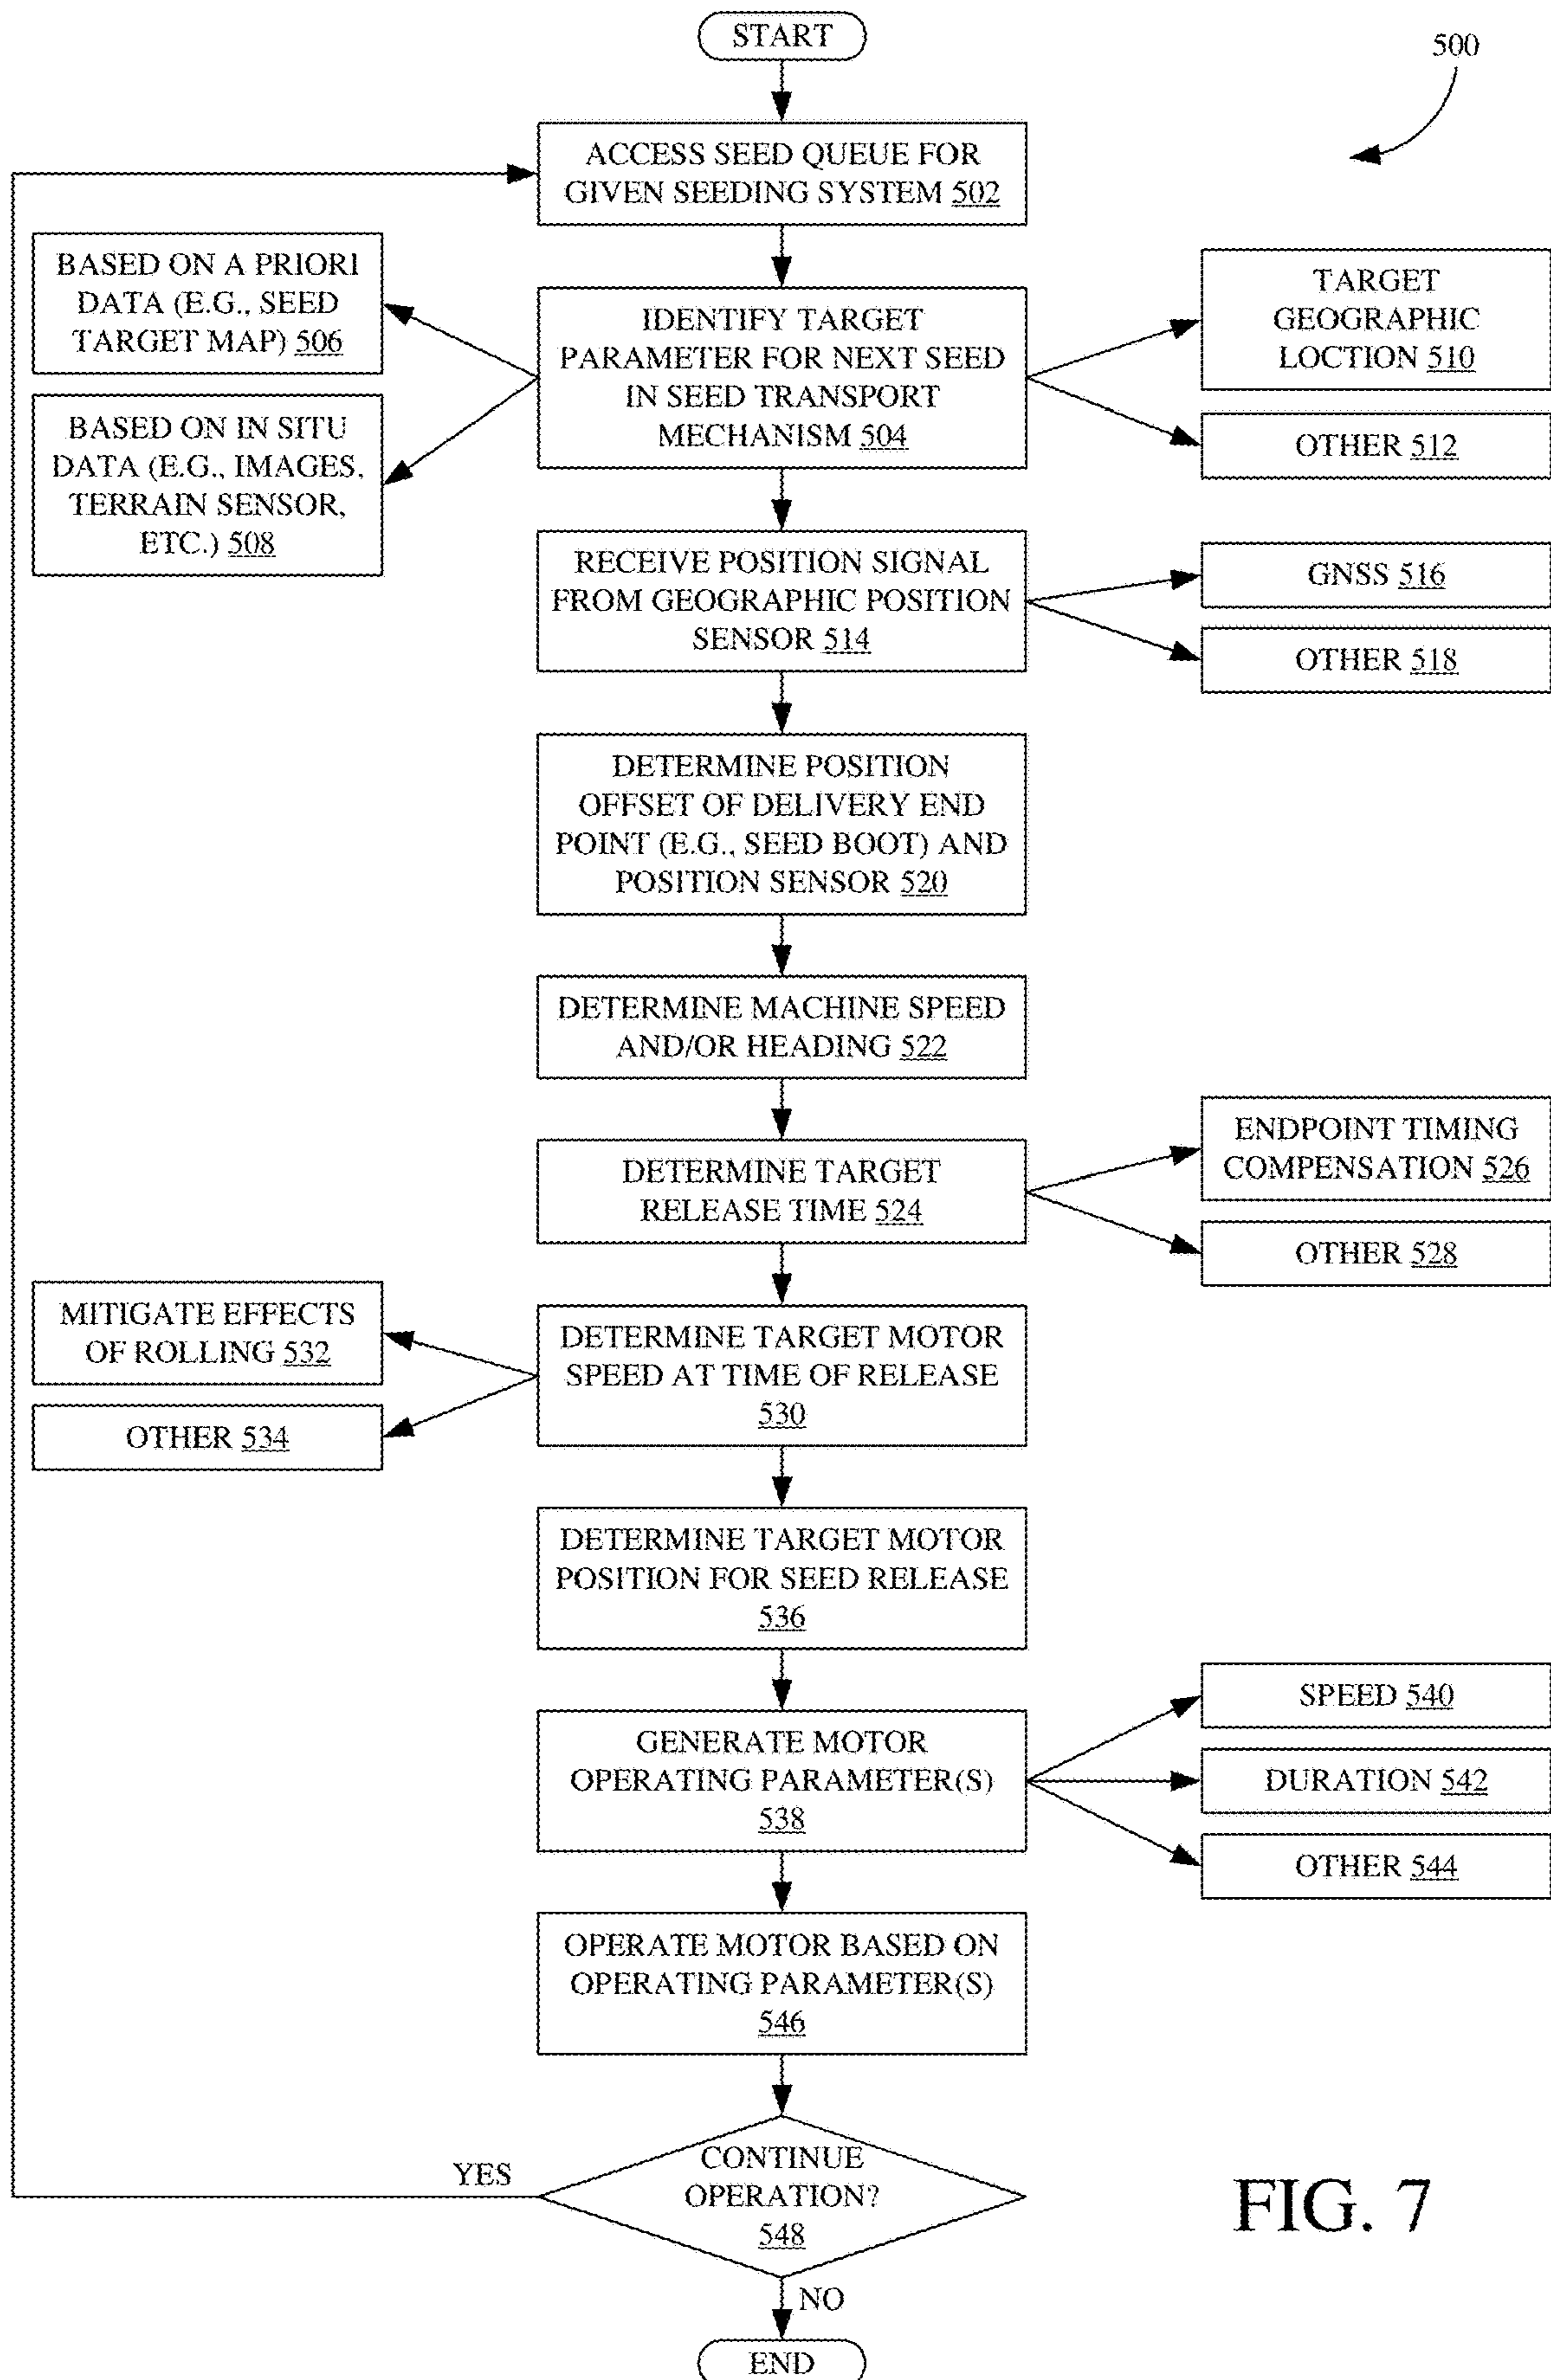 START
500
ACCESS SEED QUEUE FOR
GIVEN SEEDING SYSTEM 502
BASED ON A PRIORI
DATA (E.G., SEED
TARGET MAP) 506
IDENTIFY TARGET
PARAMETER FOR NEXT SEED
IN SEED TRANSPORT
MECHANISM 504
TARGET
GEOGRAPHIC
LOCTION 510
BASED ON IN SITU
DATA (E.G., IMAGES,
TERRAIN SENSOR,
ETC.) 508
OTHER 512
RECEIVE POSITION SIGNAL
FROM GEOGRAPHIC POSITION
SENSOR 514
GNSS 516
OTHER 518
DETERMINE POSITION
OFFSET OF DELIVERY END
POINT (E.G., SEED BOOT) AND
POSITION SENSOR 520
DETERMINE MACHINE SPEED
AND/OR HEADING 522
DETERMINE TARGET
RELEASE TIME 524
ENDPOINT TIMING
COMPENSATION 526
OTHER 528
MITIGATE EFFECTS
OF ROLLING 532
OTHER 534
DETERMINE TARGET MOTOR
SPEED AT TIME OF RELEASE
530
DETERMINE TARGET MOTOR
POSITION FOR SEED RELEASE
536
GENERATE MOTOR
OPERATING PARAMETER(S)
538
SPEED 540
DURATION 542
OTHER 544
OPERATE MOTOR BASED ON
OPERATING PARAMETER(S)
546
CONTINUE
OPERATION?
548
YES
NO
END
FIG. 7